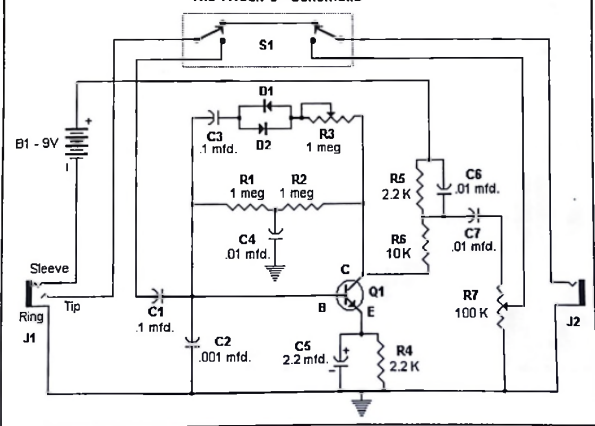 S1
B1 - 9V
+
D1
C3
.1 mfd.
D2
R3
1 meg
R1
1 meg
R2
1 meg
C4
.01 mfd.
R5
2.2 K
C6
.01 mfd.
R6
10K
C7
.01 mfd.
Sleeve
Tip
Ring
J1
C1
.1 mfd.
C2
.001 mfd.
C
B
E
Q1
C5
2.2 mfd.
+
R4
2.2 K
R7
100 K
J2